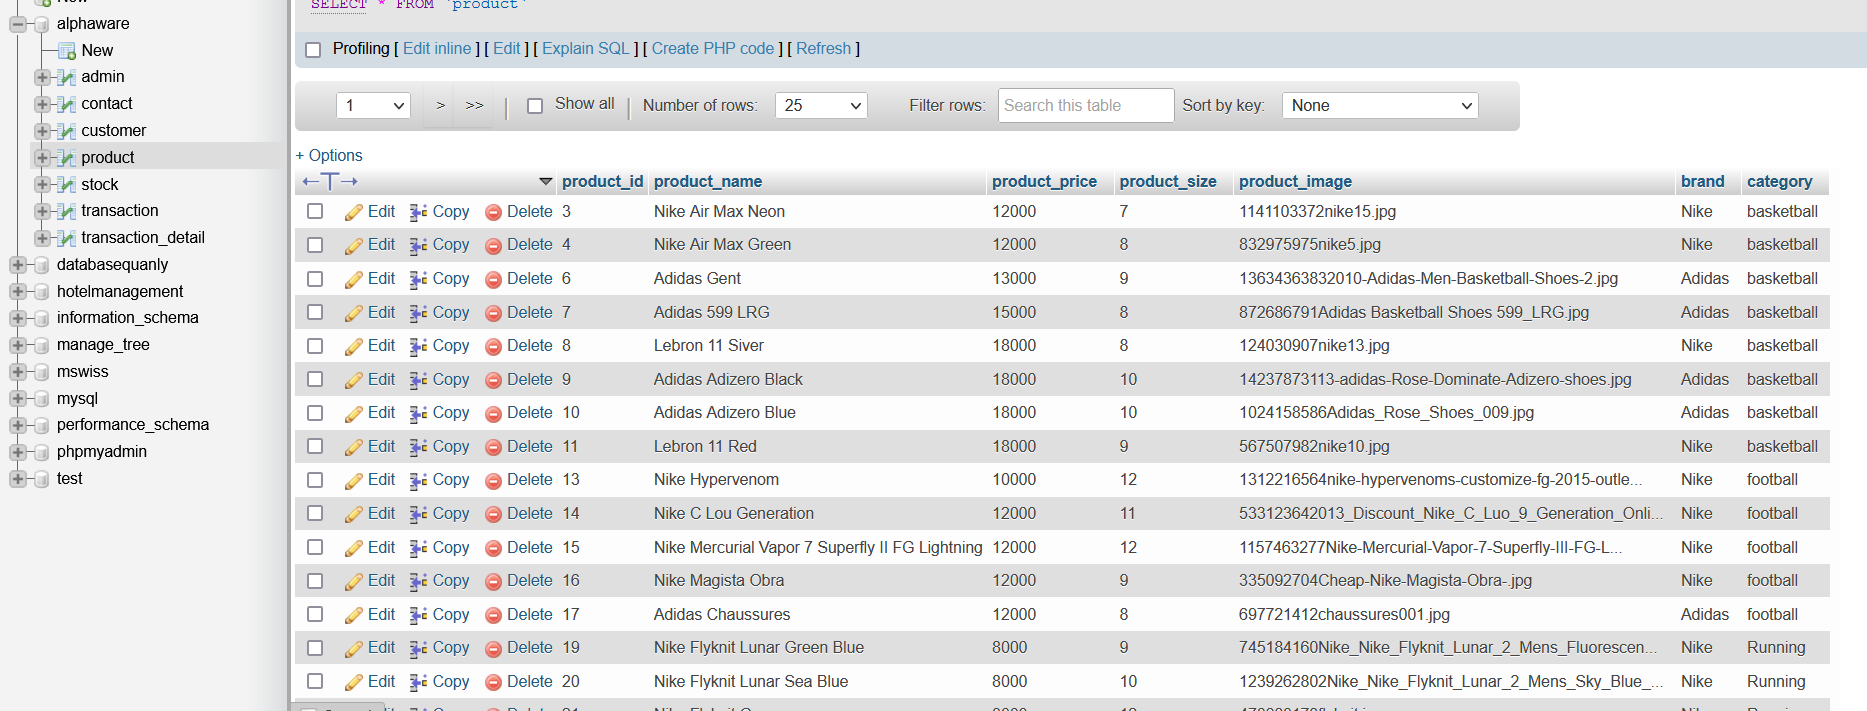 alphaware
New
admin
contact
customer
product
stock
transaction
transaction_detail
databasequanly
hotelmanagement
information_schema
manage_tree
mswiss
mysql
performance_schema
phpmyadmin
test
SELECT * FROM `product`
Profiling [ Edit inline ] [ Edit ] [ Explain SQL ] [ Create PHP code ] [ Refresh ]
1 > >> Show all Number of rows: 25 Filter rows: Search this table Sort by key: None
+ Options
product_id product_name product_price product_size product_image brand category
Edit Copy Delete 3 Nike Air Max Neon 12000 7 1141103372nike15.jpg Nike basketball
Edit Copy Delete 4 Nike Air Max Green 12000 8 832975975nike5.jpg Nike basketball
Edit Copy Delete 6 Adidas Gent 13000 9 13634363832010-Adidas-Men-Basketball-Shoes-2.jpg Adidas basketball
Edit Copy Delete 7 Adidas 599 LRG 15000 8 872686791Adidas Basketball Shoes 599_LRG.jpg Adidas basketball
Edit Copy Delete 8 Lebron 11 Siver 18000 8 124030907nike13.jpg Nike basketball
Edit Copy Delete 9 Adidas Adizero Black 18000 10 14237873113-adidas-Rose-Dominate-Adizero-shoes.jpg Adidas basketball
Edit Copy Delete 10 Adidas Adizero Blue 18000 10 1024158586Adidas_Rose_Shoes_009.jpg Adidas basketball
Edit Copy Delete 11 Lebron 11 Red 18000 9 567507982nike10.jpg Nike basketball
Edit Copy Delete 13 Nike Hypervenom 10000 12 1312216564nike-hypervenoms-customize-fg-2015-outle... Nike football
Edit Copy Delete 14 Nike C Lou Generation 10000 11 533123642013_Discount_Nike_C_Luo_9_Generation_Onli... Nike football
Edit Copy Delete 15 Nike Mercurial Vapor 7 Superfly II FG Lightning 12000 12 1157463277Nike-Mercurial-Vapor-7-Superfly-III-FG-L... Nike football
Edit Copy Delete 16 Nike Magista Obra 12000 9 335092704Cheap-Nike-Magista-Obra-.jpg Nike football
Edit Copy Delete 17 Adidas Chaussures 12000 8 697721412chaussures001.jpg Adidas football
Edit Copy Delete 19 Nike Flyknit Lunar Green Blue 8000 9 745184160Nike_Nike_Flyknit_Lunar_2_Mens_Fluorescen... Nike Running
Edit Copy Delete 20 Nike Flyknit Lunar Sea Blue 8000 10 1239262802Nike_Nike_Flyknit_Lunar_2_Mens_Sky_Blue_... Nike Running